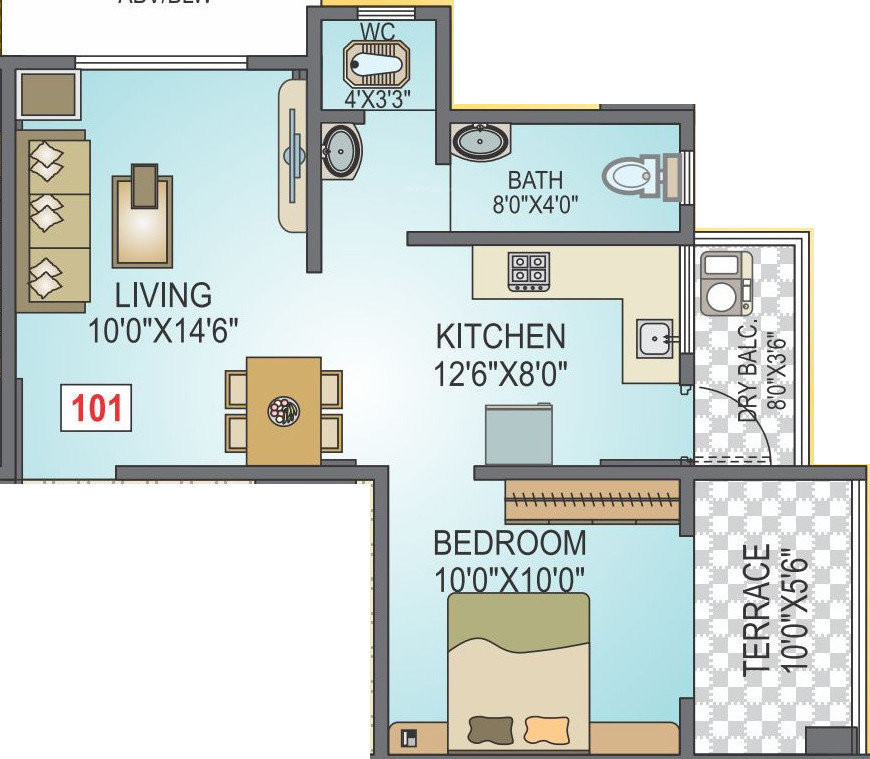 WC
4'X3'3"
BATH
8'0"X4'0"
LIVING
10'0"X14'6"
KITCHEN
12'6"X8'0"
DRY BALC.
8'0"X3'6"
101
BEDROOM
10'0"X10'0"
TERRACE
10'0"X5'6"